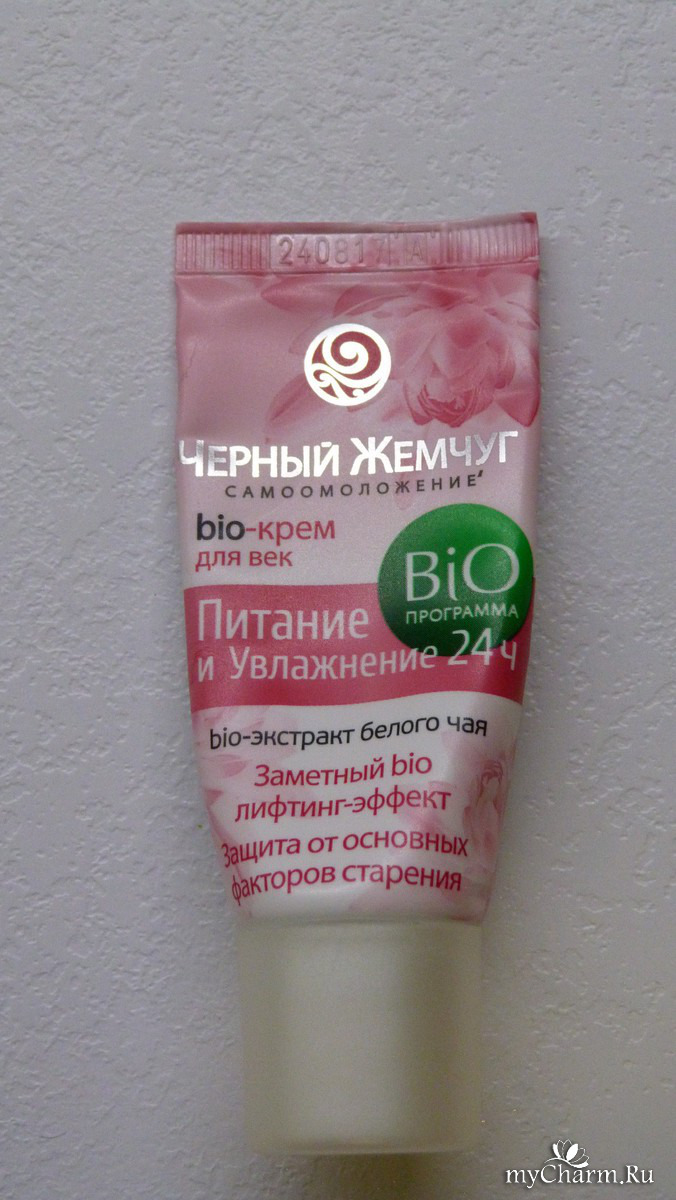 240817 A
ЧЕРНЫЙ ЖЕМЧУГ
САМООМОЛОЖЕНИЕ
bio-крем
для век
BiO
ПРОГРАММА
Питание
и Увлажнение 24 ч
bio-экстракт белого чая
Заметный bio
лифтинг-эффект
Защита от основных
факторов старения
myCharm.Ru